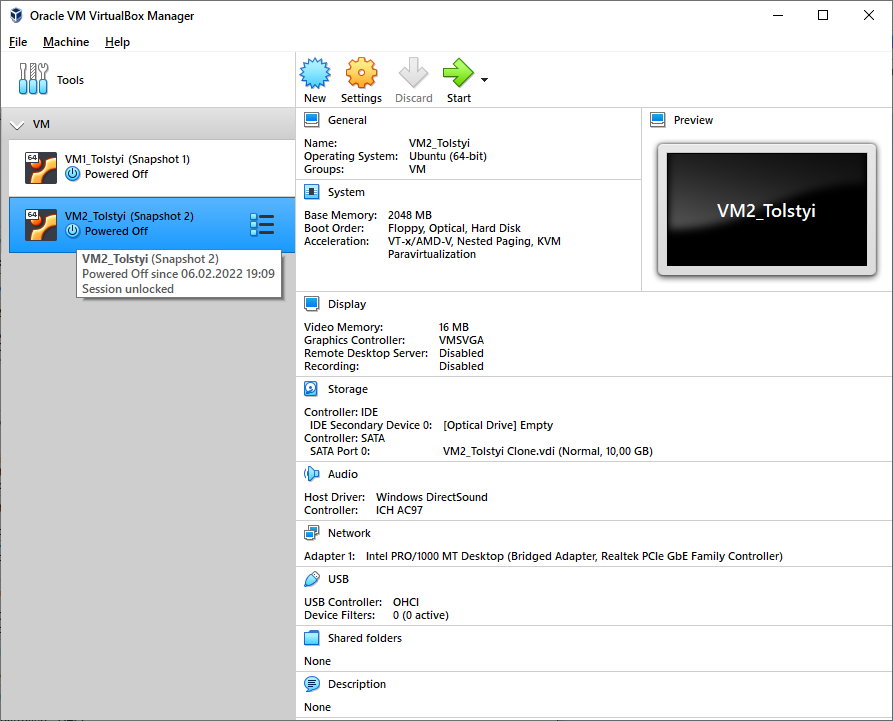 Oracle VM VirtualBox Manager
File Machine Help
Tools
New Settings Discard Start
VM
64
VM1_Tolstyi (Snapshot 1)
Powered Off
64
VM2_Tolstyi (Snapshot 2)
Powered Off
VM2_Tolstyi (Snapshot 2)
Powered Off since 06.02.2022 19:09
Session unlocked
General
Name: VM2_Tolstyi
Operating System: Ubuntu (64-bit)
Groups: VM
Preview
VM2_Tolstyi
System
Base Memory: 2048 MB
Boot Order: Floppy, Optical, Hard Disk
Acceleration: VT-x/AMD-V, Nested Paging, KVM
Paravirtualization
Display
Video Memory: 16 MB
Graphics Controller: VMSVGA
Remote Desktop Server: Disabled
Recording: Disabled
Storage
Controller: IDE
IDE Secondary Device 0: [Optical Drive] Empty
Controller: SATA
SATA Port 0: VM2_Tolstyi Clone.vdi (Normal, 10,00 GB)
Audio
Host Driver: Windows DirectSound
Controller: ICH AC97
Network
Adapter 1: Intel PRO/1000 MT Desktop (Bridged Adapter, Realtek PCIe GbE Family Controller)
USB
USB Controller: OHCI
Device Filters: 0 (0 active)
Shared folders
None
Description
None